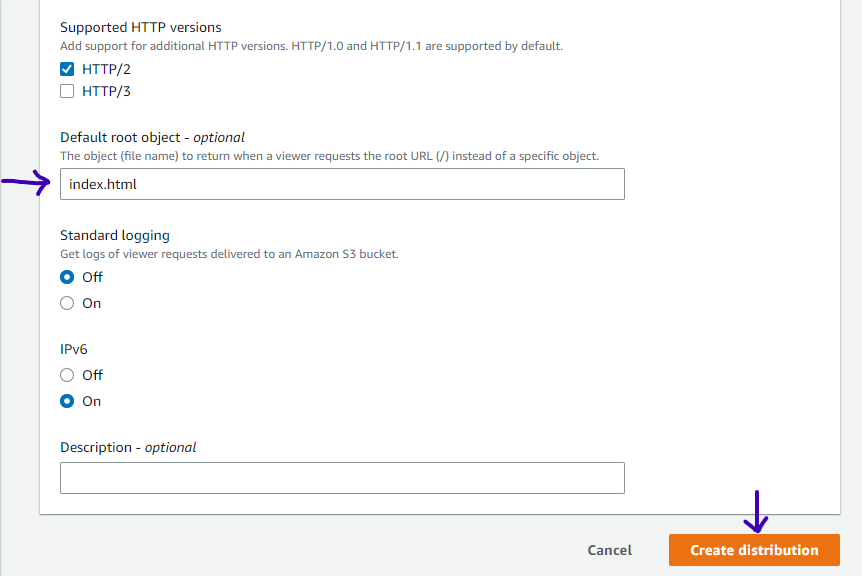 Supported HTTP versions
Add support for additional HTTP versions. HTTP/1.0 and HTTP/1.1 are supported by default.
HTTP/2
HTTP/3
Default root object - optional
The object (file name) to return when a viewer requests the root URL (/) instead of a specific object.
index.html
Standard logging
Get logs of viewer requests delivered to an Amazon S3 bucket.
Off
On
IPv6
Off
On
Description - optional
Cancel Create distribution